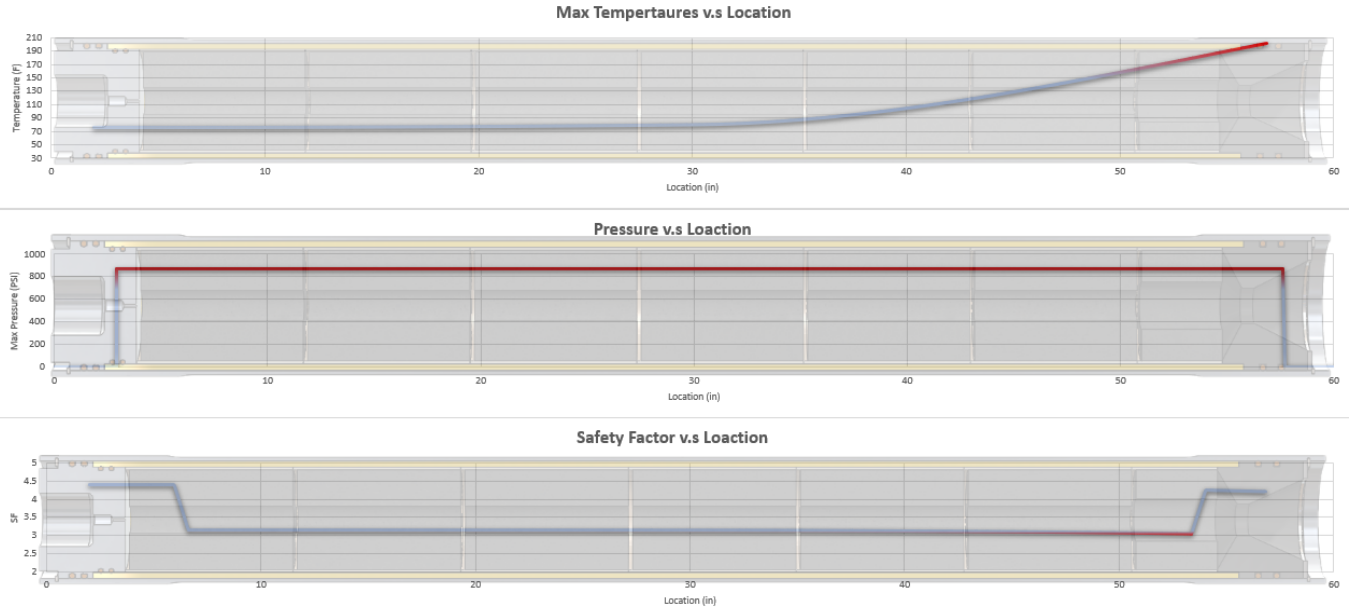 Max Tempertaures v.s Location
Temperature (F)
210
190
170
150
130
110
90
70
50
30
0 10 20 30 40 50 60
Location (in)
Pressure v.s Loaction
Max Pressure (PSI)
1000
800
600
400
200
0
0 10 20 30 40 50 60
Location (in)
Safety Factor v.s Loaction
SF
5
4.5
4
3.5
3
2.5
2
0 10 20 30 40 50 60
Location (in)